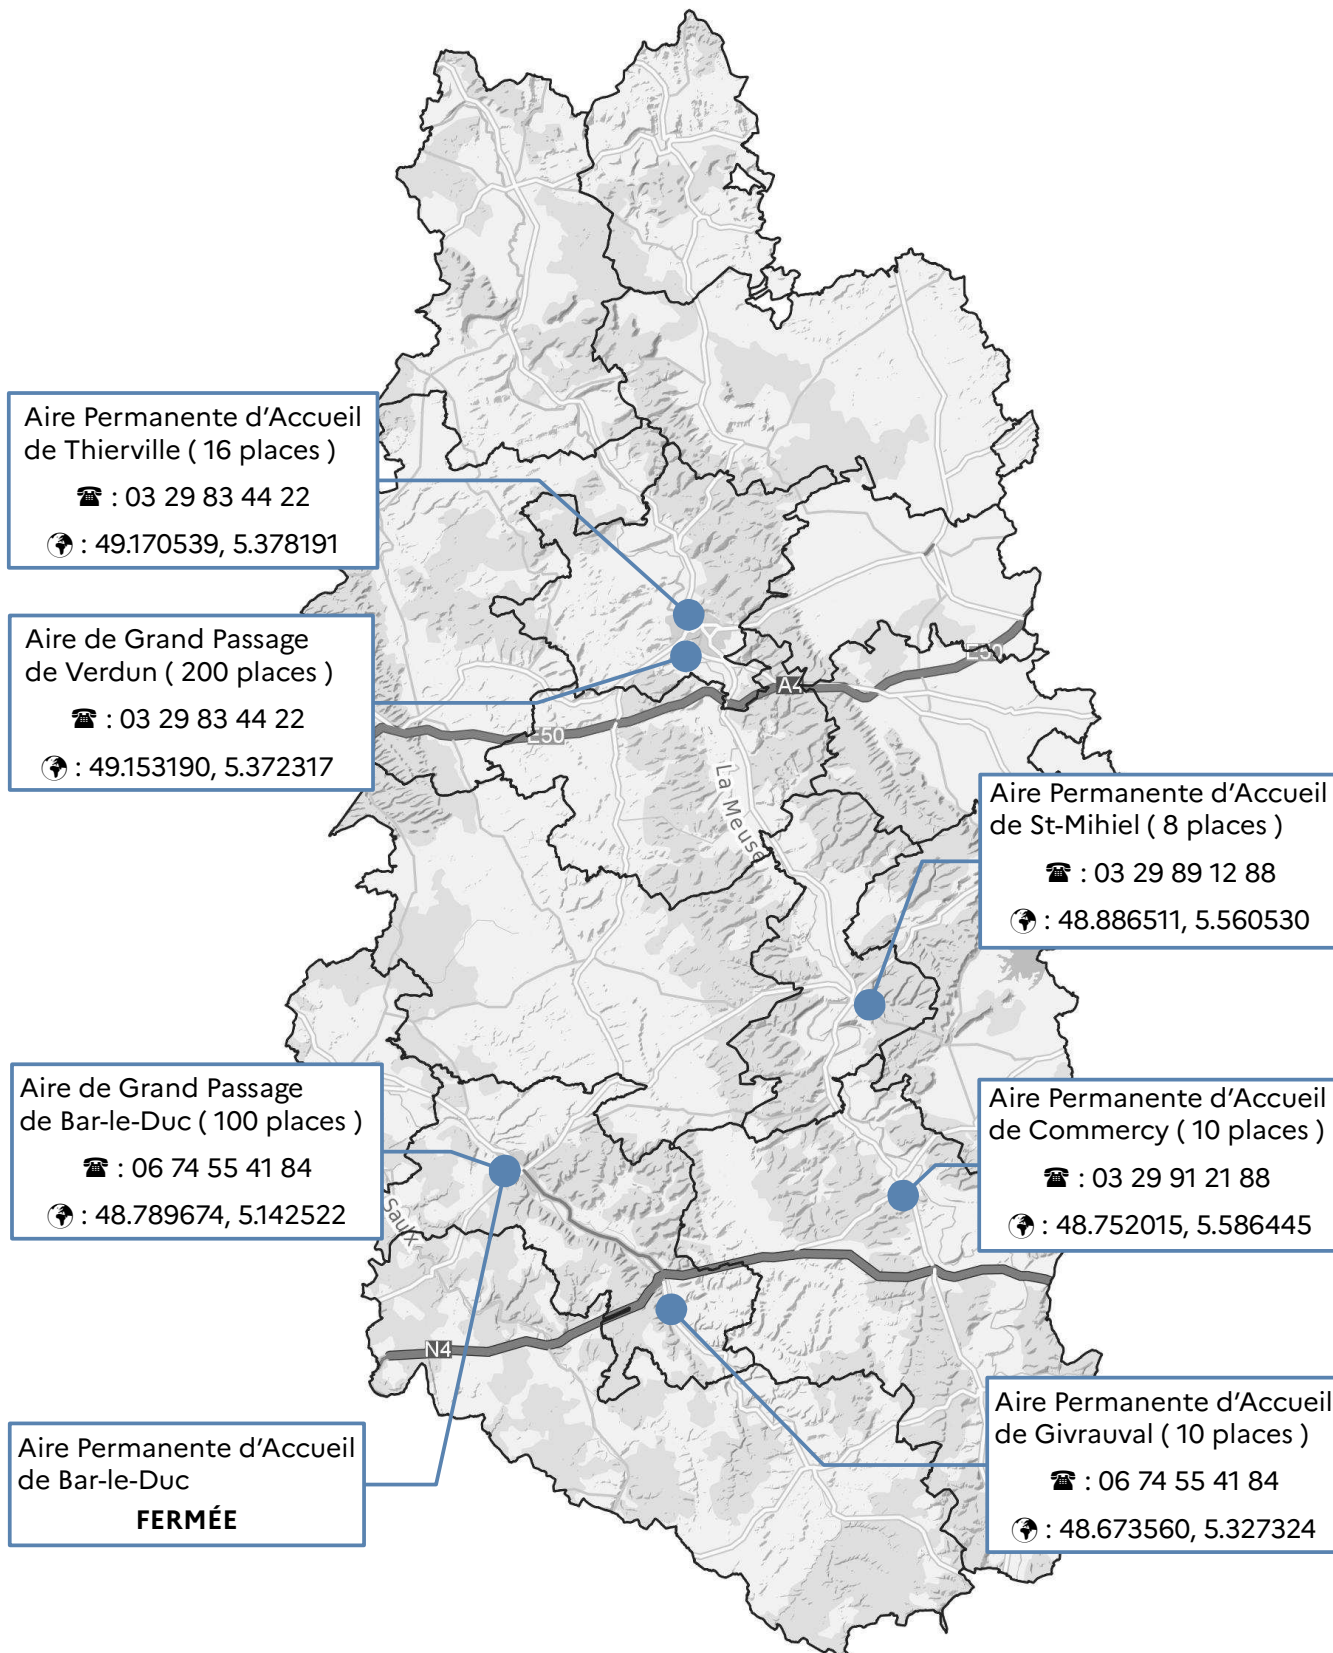 Aire Permanente d'Accueil
de Thierville ( 16 places )
☎ : 03 29 83 44 22
🌍 : 49.170539, 5.378191
Aire de Grand Passage
de Verdun ( 200 places )
☎ : 03 29 83 44 22
🌍 : 49.153190, 5.372317
E50
A4
E50
La Meuse
Aire Permanente d'Accueil
de St-Mihiel ( 8 places )
☎ : 03 29 89 12 88
🌍 : 48.886511, 5.560530
Aire de Grand Passage
de Bar-le-Duc ( 100 places )
☎ : 06 74 55 41 84
🌍 : 48.789674, 5.142522
Saulx
Aire Permanente d'Accueil
de Commercy ( 10 places )
☎ : 03 29 91 21 88
🌍 : 48.752015, 5.586445
N4
Aire Permanente d'Accueil
de Givrauval ( 10 places )
☎ : 06 74 55 41 84
🌍 : 48.673560, 5.327324
Aire Permanente d'Accueil
de Bar-le-Duc
FERMÉE